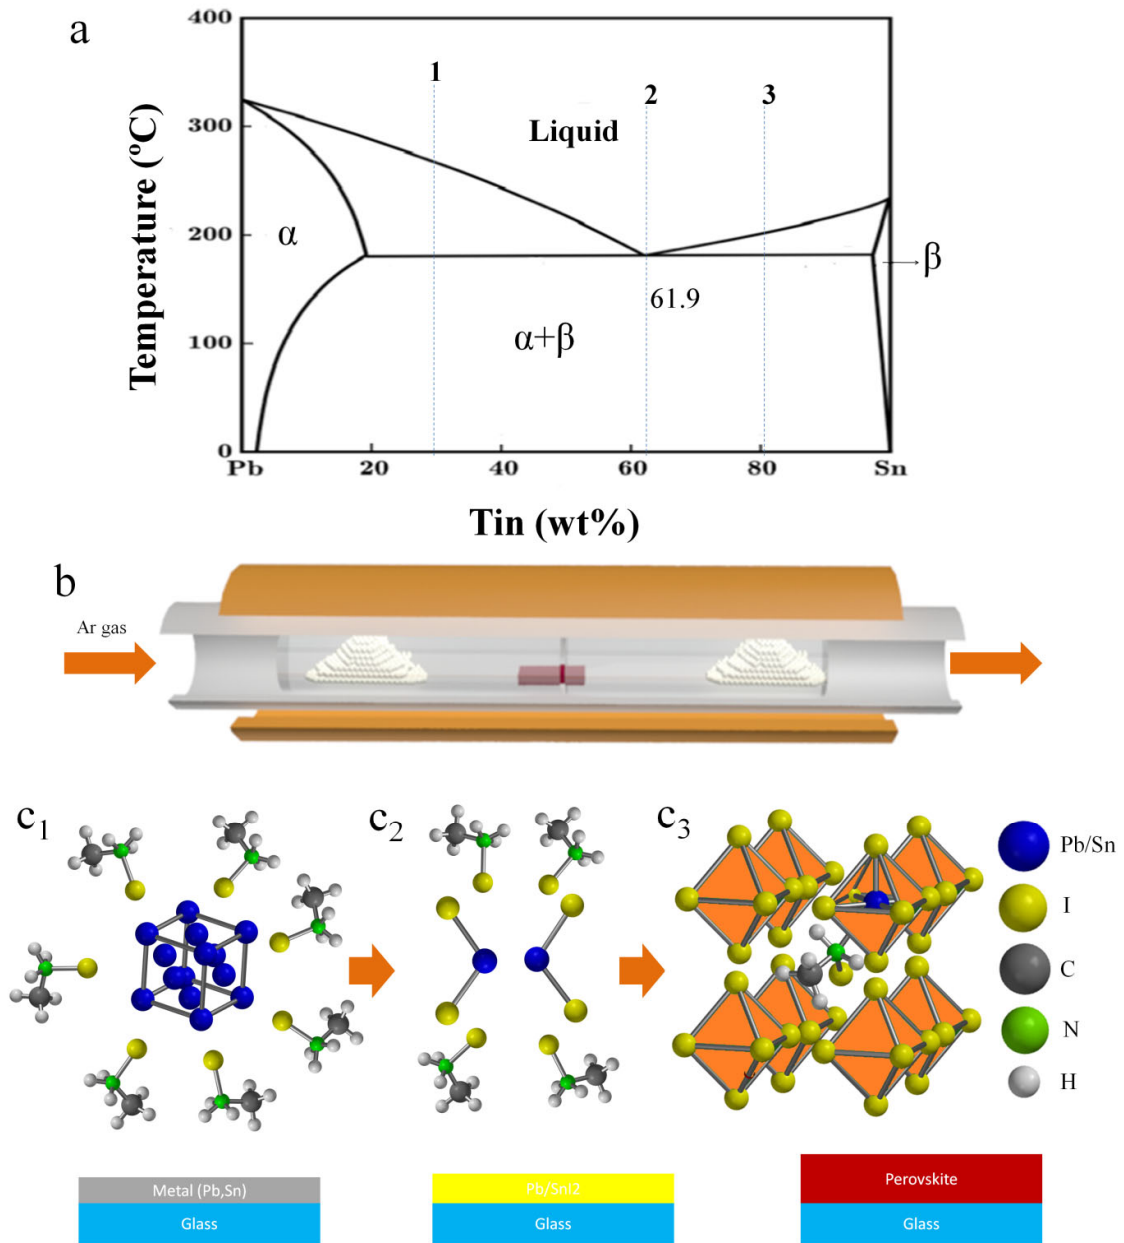 a
400
300
200
100
0
Temperature (ºC)
1
2
3
Liquid
α
β
61.9
α+β
Pb
20
40
60
80
Sn
Tin (wt%)
b
Ar gas
c1
c2
c3
Pb/Sn
I
C
N
H
Metal (Pb,Sn)
Glass
Pb/SnI2
Glass
Perovskite
Glass